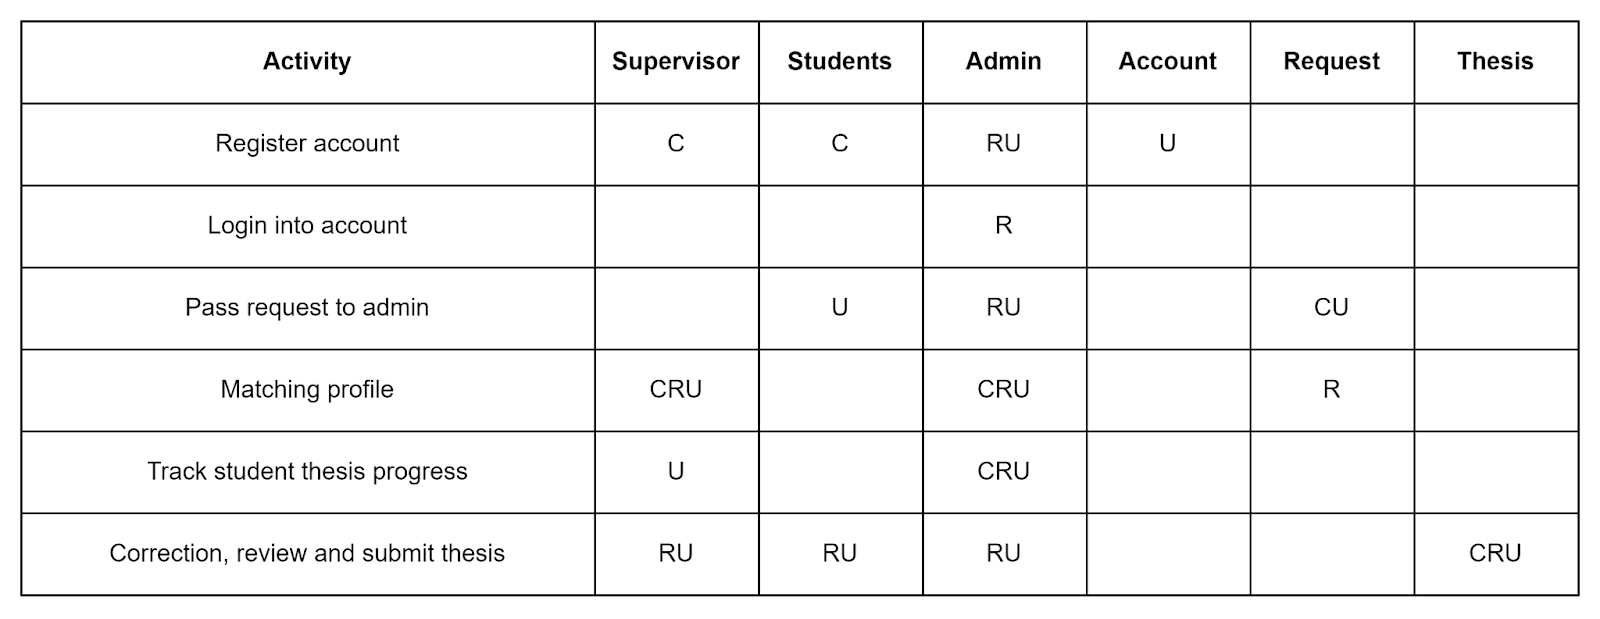 Activity Supervisor Students Admin Account Request Thesis
Register account C C RU U
Login into account R
Pass request to admin U RU CU
Matching profile CRU CRU R
Track student thesis progress U CRU
Correction, review and submit thesis RU RU RU CRU